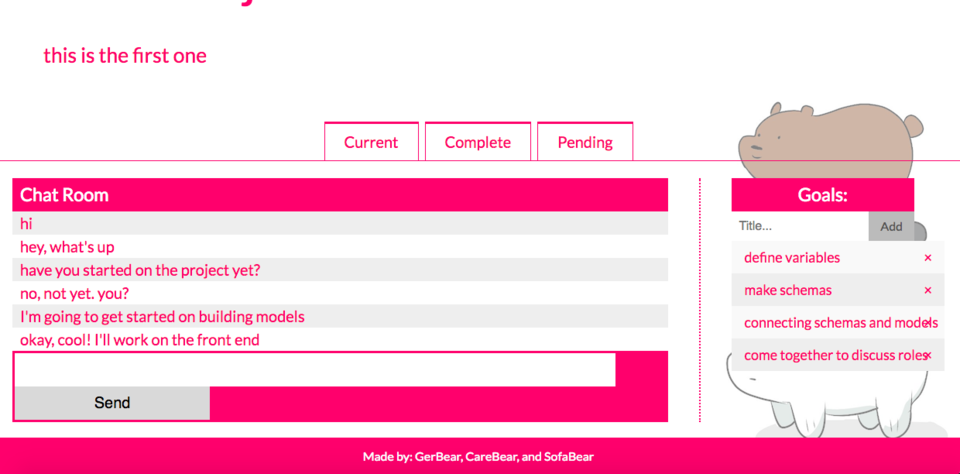 this is the first one
Current
Complete
Pending
Chat Room
hi
hey, what's up
have you started on the project yet?
no, not yet. you?
I'm going to get started on building models
okay, cool! I'll work on the front end
Send
Goals:
Title...
Add
define variables ×
make schemas ×
connecting schemas and models ×
come together to discuss roles ×
Made by: GerBear, CareBear, and SofaBear